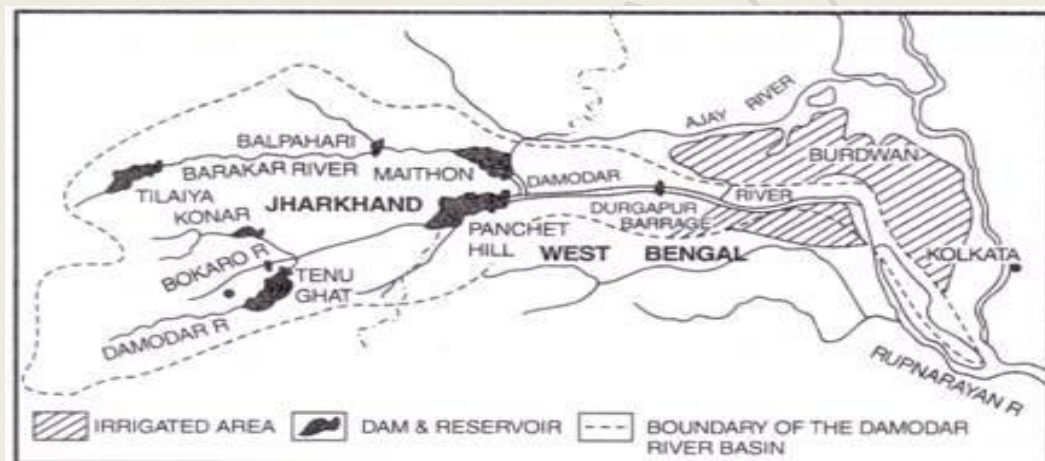 AJAY RIVER
BALPAHARI
BURDWAN
BARAKAR RIVER
MAITHON
DAMODAR
RIVER
TILAIYA
KONAR
JHARKHAND
DURGAPUR
BARRAGE
PANCHET
HILL
WEST BENGAL
KOLKATA
BOKARO R
TENU
GHAT
DAMODAR R
RUPNARAYAN R
IRRIGATED AREA
DAM & RESERVOIR
BOUNDARY OF THE DAMODAR
RIVER BASIN